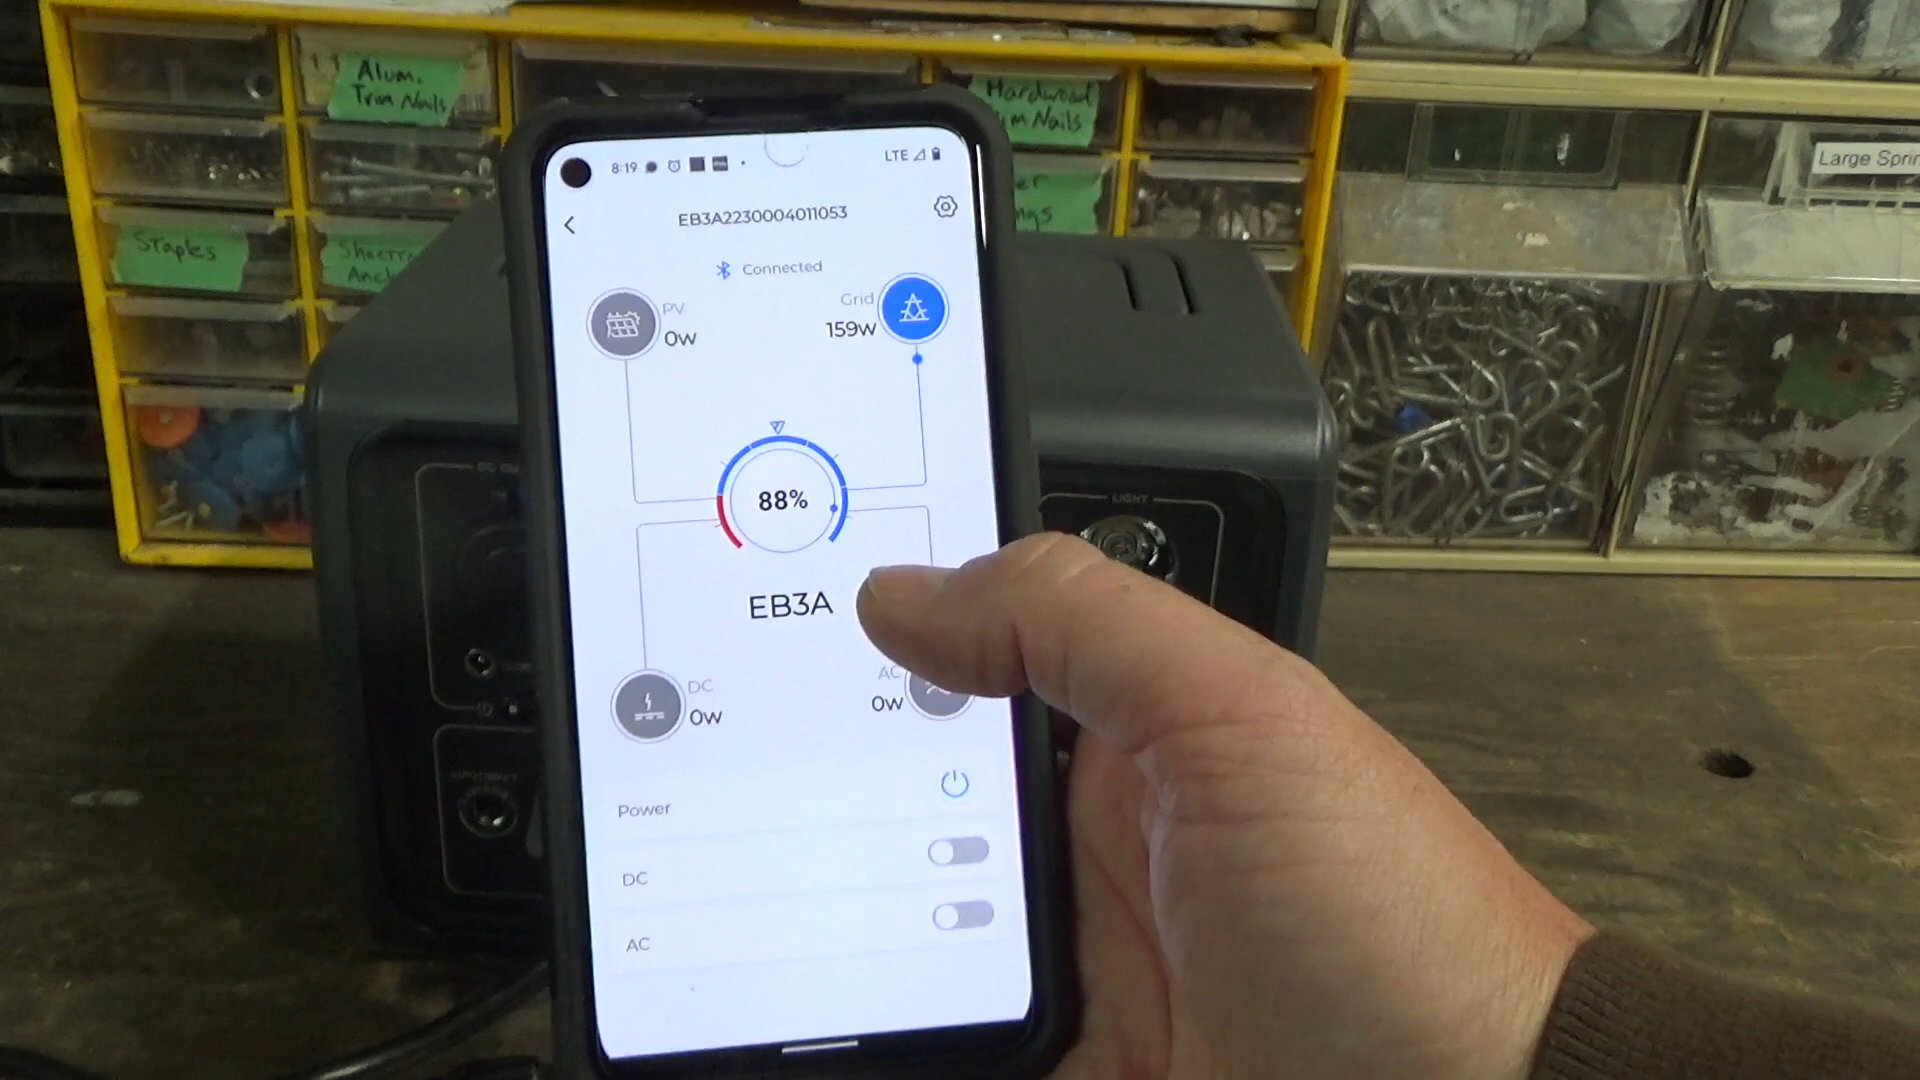 Alum.
Trim Nails
Hardwood
Nails
Staples
Large
8:19
LTE
EB3A2230004011053
Connected
PV
0w
Grid
159w
88%
EB3A
DC
0w
AC
0w
Power
DC
AC
LIGHT